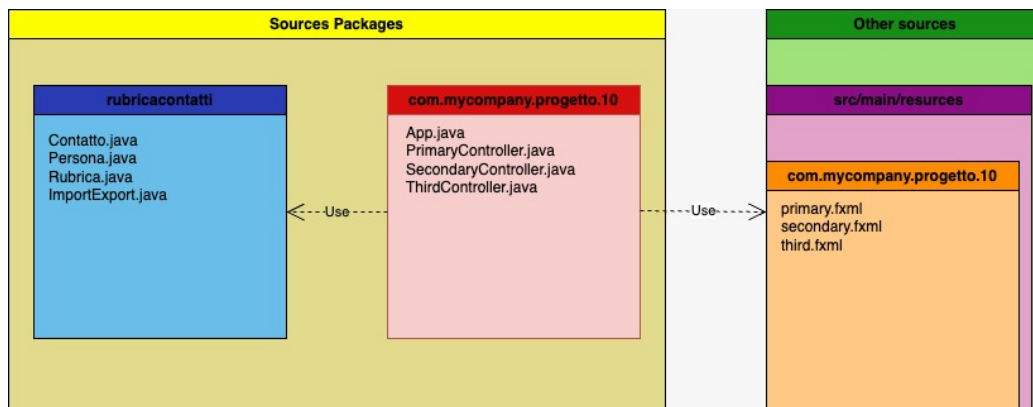 Sources Packages
Other sources
rubricacontatti
com.mycompany.progetto.10
src/main/resurces
Contatto.java
Persona.java
Rubrica.java
ImportExport.java
App.java
PrimaryController.java
SecondaryController.java
ThirdController.java
com.mycompany.progetto.10
primary.fxml
secondary.fxml
third.fxml
Use
Use